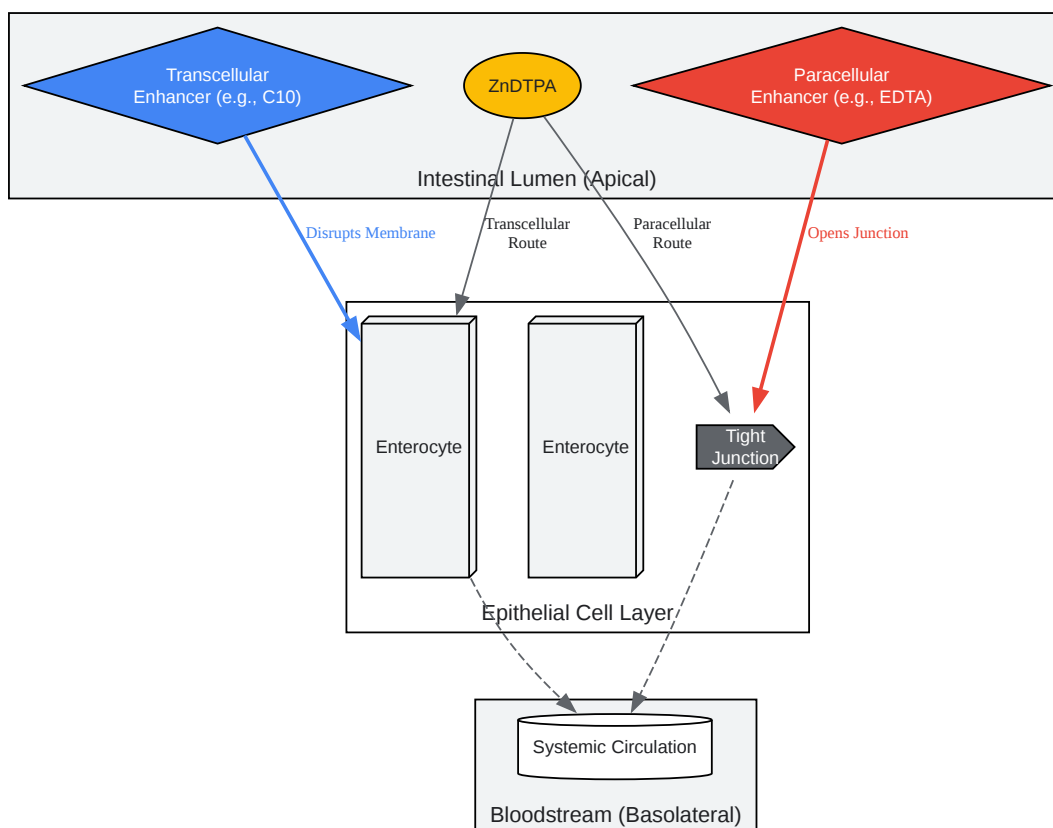 Transcellular
Enhancer (e.g., C10)
ZnDTPA
Paracellular
Enhancer (e.g., EDTA)
Intestinal Lumen (Apical)
Disrupts Membrane
Transcellular
Route
Paracellular
Route
Opens Junction
Enterocyte
Enterocyte
Tight
Junction
Epithelial Cell Layer
Systemic Circulation
Bloodstream (Basolateral)